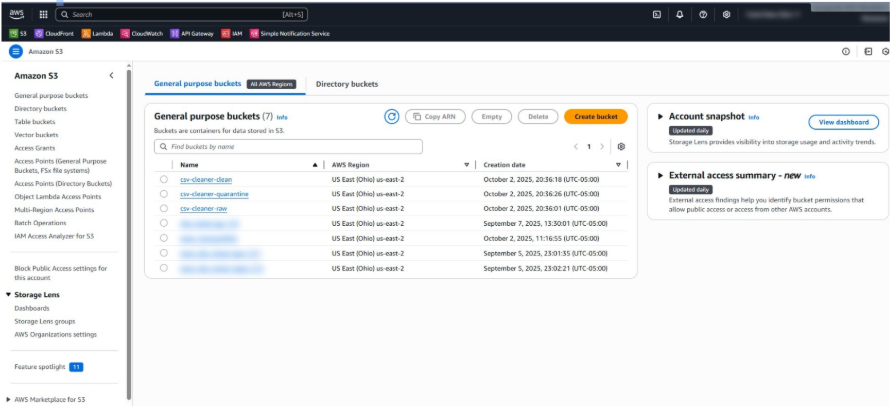 aws
Search [Alt+S]
S3 CloudFront Lambda CloudWatch API Gateway IAM Simple Notification Service
Amazon S3
Amazon S3
General purpose buckets
Directory buckets
Table buckets
Vector buckets
Access Grants
Access Points (General Purpose
Buckets, FSx file systems)
Access Points (Directory Buckets)
Object Lambda Access Points
Multi-Region Access Points
Batch Operations
IAM Access Analyzer for S3
Block Public Access settings for
this account
Storage Lens
Dashboards
Storage Lens groups
AWS Organizations settings
Feature spotlight 11
AWS Marketplace for S3
General purpose buckets All AWS Regions Directory buckets
General purpose buckets (7) Info
Copy ARN Empty Delete Create bucket
Buckets are containers for data stored in S3.
Find buckets by name
1
Name AWS Region Creation date
csv-cleaner-clean US East (Ohio) us-east-2 October 2, 2025, 20:36:18 (UTC-05:00)
csv-cleaner-quarantine US East (Ohio) us-east-2 October 2, 2025, 20:36:26 (UTC-05:00)
csv-cleaner-raw US East (Ohio) us-east-2 October 2, 2025, 20:36:01 (UTC-05:00)
US East (Ohio) us-east-2 September 7, 2025, 13:30:01 (UTC-05:00)
US East (Ohio) us-east-2 October 2, 2025, 11:16:55 (UTC-05:00)
US East (Ohio) us-east-2 September 5, 2025, 23:01:35 (UTC-05:00)
US East (Ohio) us-east-2 September 5, 2025, 23:02:21 (UTC-05:00)
Account snapshot Info
View dashboard
Updated daily
Storage Lens provides visibility into storage usage and activity trends.
External access summary - new Info
Updated daily
External access findings help you identify bucket permissions that
allow public access or access from other AWS accounts.